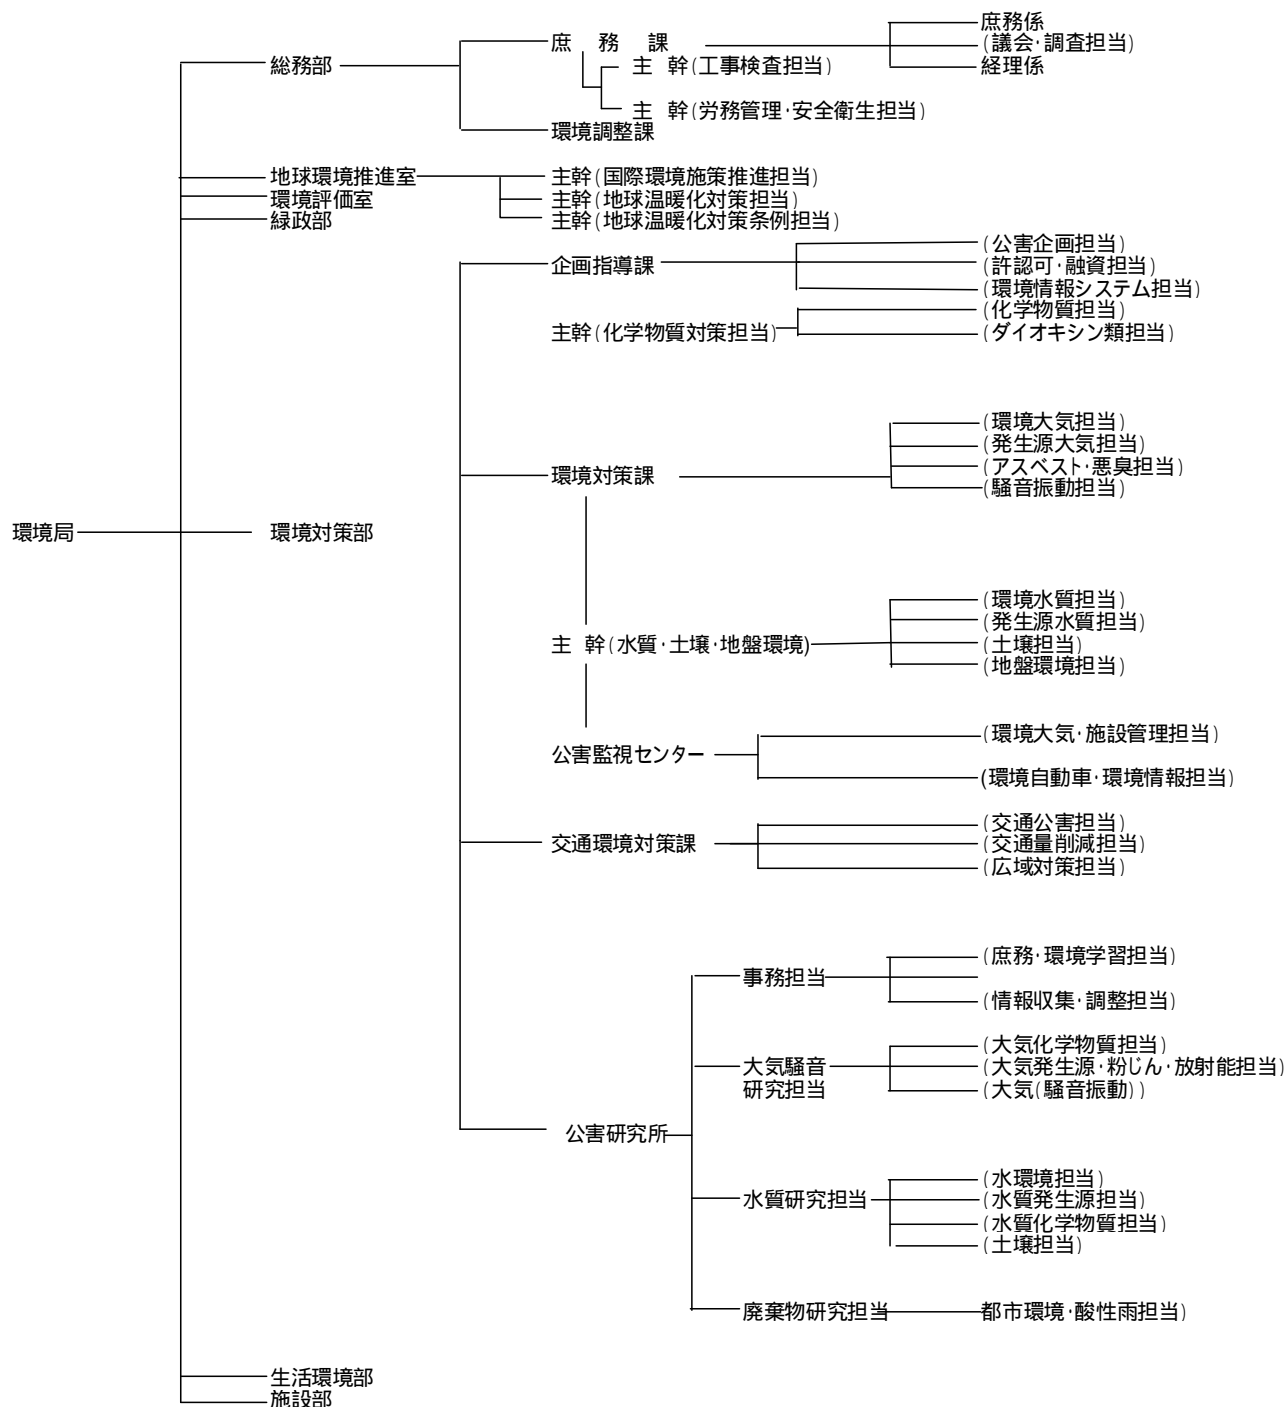 庶務係
庶　務　課
(議会・調査担当)
総務部
主　幹(工事検査担当)
経理係
主　幹(労務管理・安全衛生担当)
環境調整課
地球環境推進室
主幹(国際環境施策推進担当)
環境評価室
主幹(地球温暖化対策担当)
緑政部
主幹(地球温暖化対策条例担当)
(公害企画担当)
企画指導課
(許認可・融資担当)
(環境情報システム担当)
(化学物質担当)
主幹(化学物質対策担当)
(ダイオキシン類担当)
(環境大気担当)
(発生源大気担当)
(アスベスト・悪臭担当)
環境対策課
(騒音振動担当)
環境局
環境対策部
(環境水質担当)
(発生源水質担当)
主　幹(水質・土壌・地盤環境)
(土壌担当)
(地盤環境担当)
(環境大気・施設管理担当)
公害監視センター
(環境自動車・環境情報担当)
(交通公害担当)
交通環境対策課
(交通量削減担当)
(広域対策担当)
(庶務・環境学習担当)
事務担当
(情報収集・調整担当)
(大気化学物質担当)
大気騒音
(大気発生源・粉じん・放射能担当)
研究担当
(大気(騒音振動))
公害研究所
(水環境担当)
水質研究担当
(水質発生源担当)
(水質化学物質担当)
(土壌担当)
廃棄物研究担当
都市環境・酸性雨担当)
生活環境部
施設部